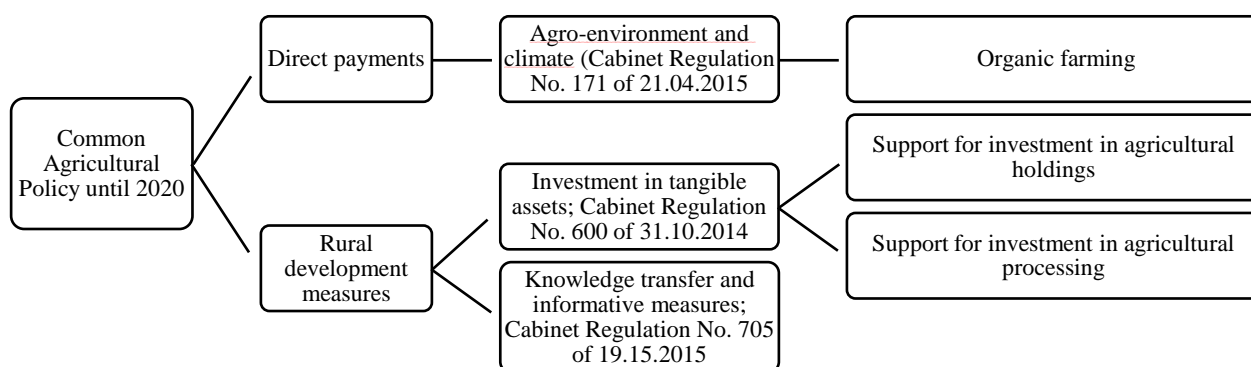 Common
Agricultural
Policy until 2020
Direct payments
Agro-environment and
climate (Cabinet Regulation
No. 171 of 21.04.2015
Organic farming
Rural
development
measures
Investment in tangible
assets; Cabinet Regulation
No. 600 of 31.10.2014
Support for investment in agricultural
holdings
Support for investment in agricultural
processing
Knowledge transfer and
informative measures;
Cabinet Regulation No. 705
of 19.15.2015